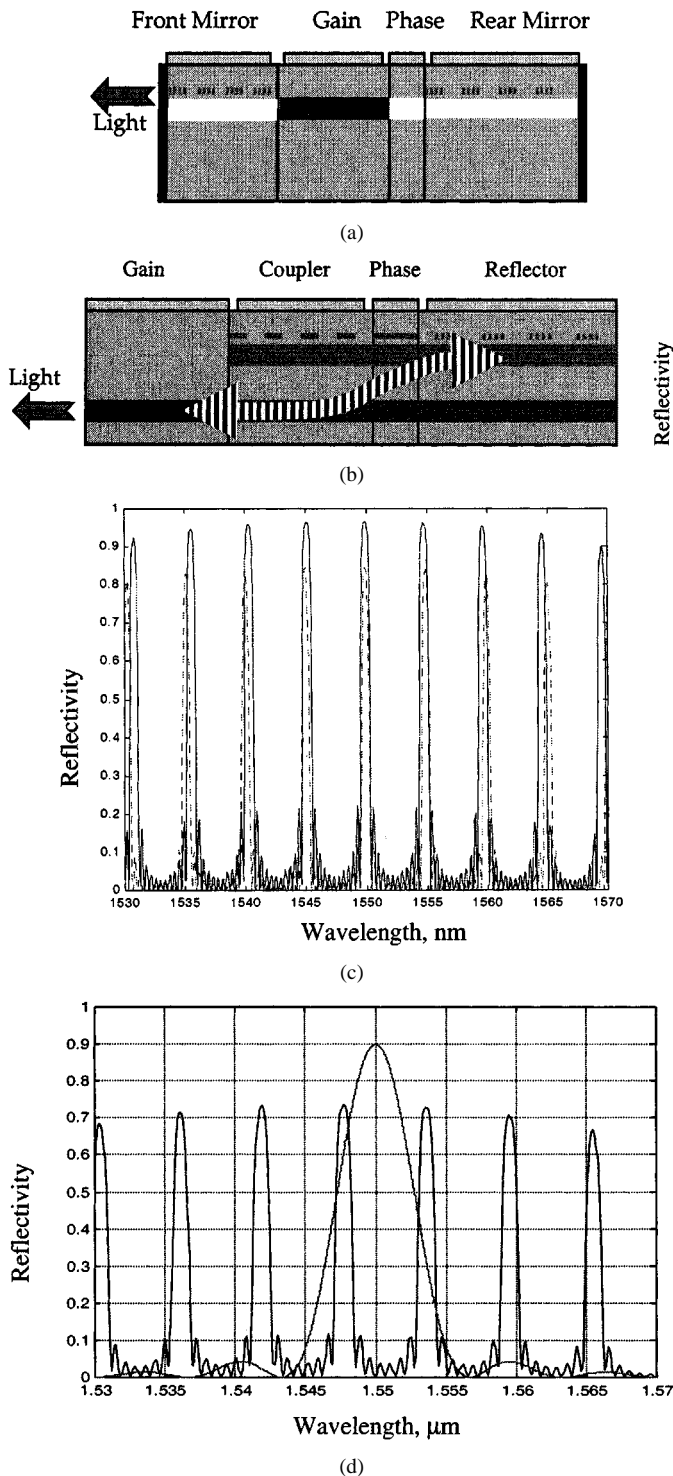 Front Mirror Gain Phase Rear Mirror
Light
(a)
Gain Coupler Phase Reflector
Light
Reflectivity
(b)
1
0.9
0.8
0.7
0.6
0.5
0.4
0.3
0.2
0.1
0
Reflectivity
1530 1535 1540 1545 1550 1555 1560 1565 1570
Wavelength, nm
(c)
1
0.9
0.8
0.7
0.6
0.5
0.4
0.3
0.2
0.1
0
Reflectivity
1.53 1.535 1.54 1.545 1.55 1.555 1.56 1.565 1.57
Wavelength, μm
(d)